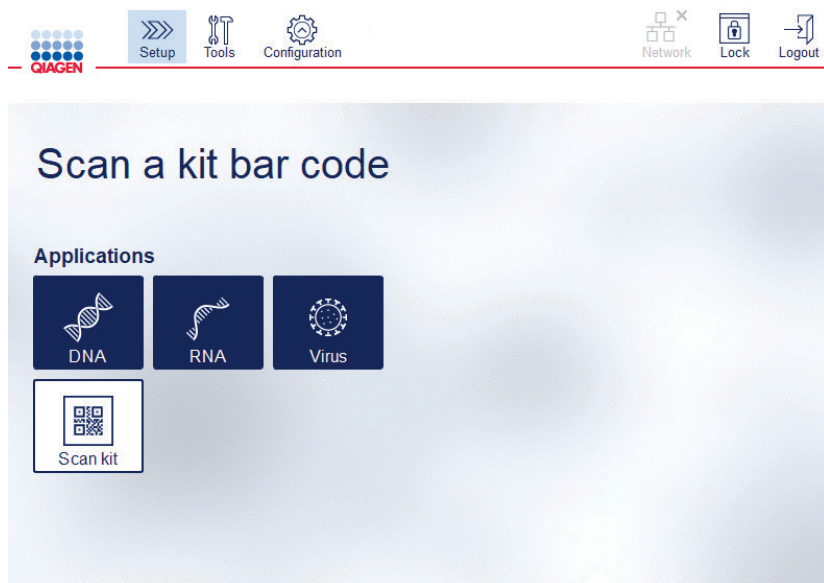 QIAGEN
Setup
Tools
Configuration
Network
Lock
Logout
Scan a kit bar code
Applications
DNA
RNA
Virus
Scan kit